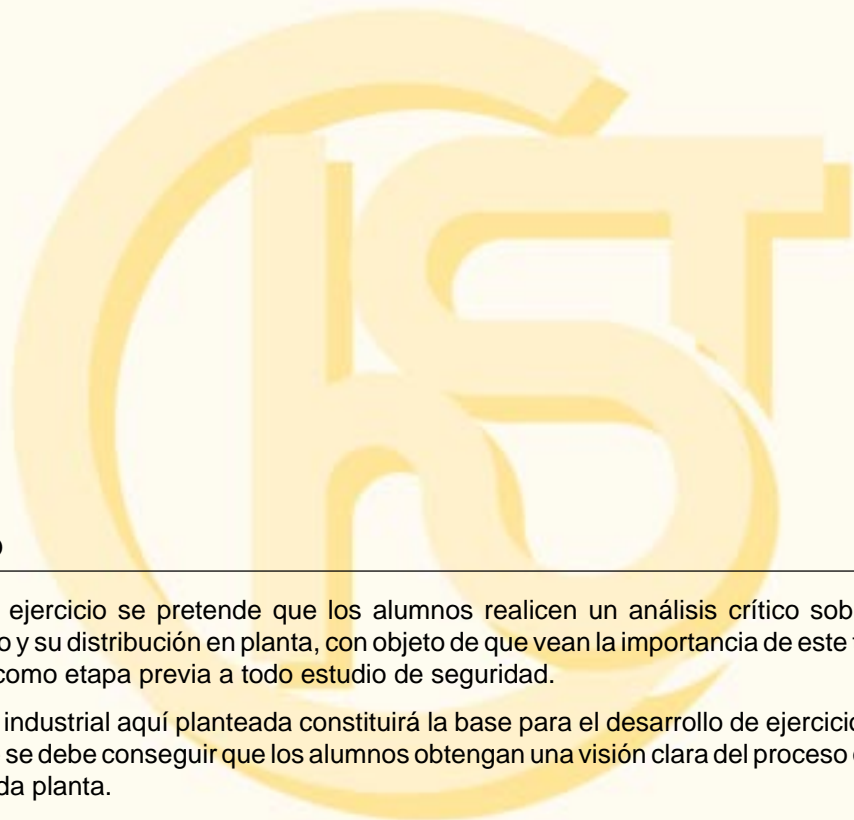 o
ejercicio se pretende que los alumnos realicen un análisis crítico sob
o y su distribución en planta, con objeto de que vean la importancia de este
como etapa previa a todo estudio de seguridad.
industrial aquí planteada constituirá la base para el desarrollo de ejercicio
se debe conseguir que los alumnos obtengan una visión clara del proceso
da planta.